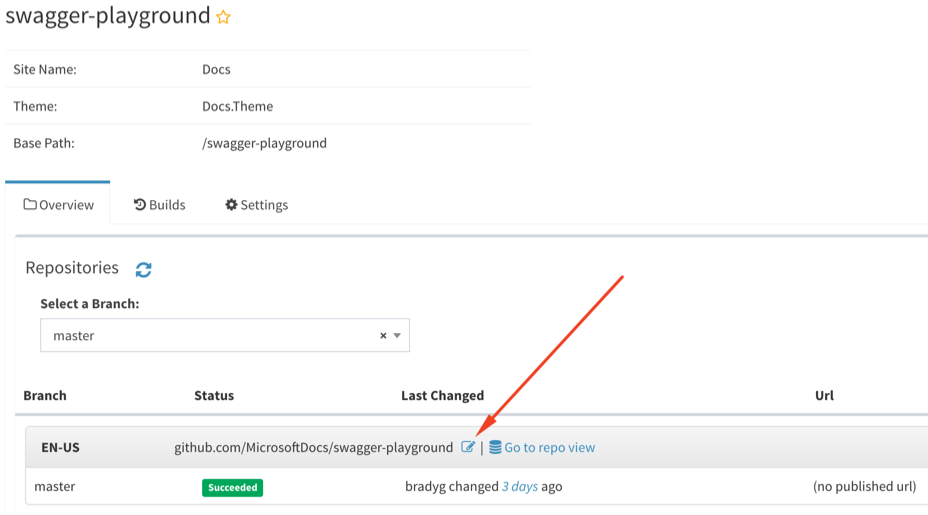 swagger-playground
Site Name: Docs
Theme: Docs.Theme
Base Path: /swagger-playground
Overview Builds Settings
Repositories
Select a Branch:
master ×
Branch Status Last Changed Url
EN-US github.com/MicrosoftDocs/swagger-playground | Go to repo view
master Succeeded bradyg changed 3 days ago (no published url)